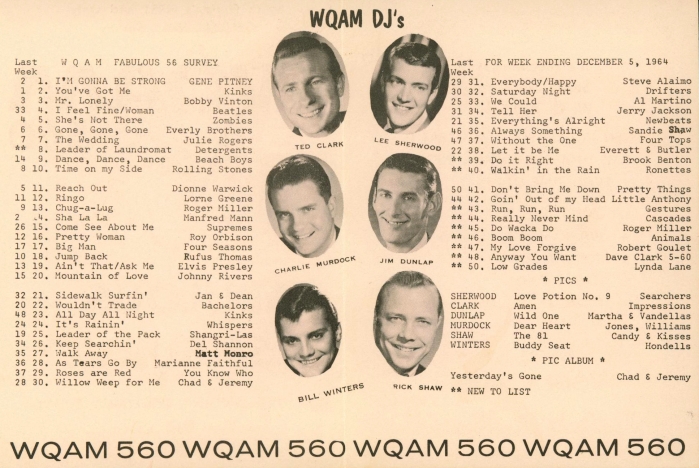 WQAM DJ's
Last W Q A M FABULOUS 56 SURVEY
Week
2 1. I'M GONNA BE STRONG GENE PITNEY
1 2. You've Got Me Kinks
3 3. Mr. Lonely Bobby Vinton
33 4. I Feel Fine/Woman Beatles
4 5. She's Not There Zombies
6 6. Gone, Gone, Gone Everly Brothers
7 7. The Wedding Julie Rogers
** 8. Leader of Laundromat Detergents
14 9. Dance, Dance, Dance Beach Boys
8 10. Time on my Side Rolling Stones
5 11. Reach Out Dionne Warwick
11 12. Ringo Lorne Greene
9 13. Chug-a-Lug Roger Miller
2 .4. Sha La La Manfred Mann
26 15. Come See About Me Supremes
12 16. Pretty Woman Roy Orbison
17 17. Big Man Four Seasons
10 18. Jump Back Rufus Thomas
13 19. Ain't That/Ask Me Elvis Presley
15 20. Mountain of Love Johnny Rivers
32 21. Sidewalk Surfin' Jan & Dean
20 22. Wouldn't Trade Bachelors
48 23. All Day All Night Kinks
24 24. It's Rainin' Whispers
19 25. Leader of the Pack Shangri-Las
34 26. Keep Searchin' Del Shannon
35 27. Walk Away Matt Monro
36 28. As Tears Go By Marianne Faithful
37 29. Roses are Red You Know Who
28 30. Willow Weep for Me Chad & Jeremy
TED CLARK
LEE SHERWOOD
CHARLIE MURDOCK
JIM DUNLAP
BILL WINTERS
RICK SHAW
Last FOR WEEK ENDING DECEMBER 5, 1964
Week
29 31. Everybody/Happy Steve Alaimo
30 32. Saturday Night Drifters
25 33. We Could Al Martino
31 34. Tell Her Jerry Jackson
21 35. Everything's Alright Newbeats
46 36. Always Something Sandie Shaw
47 37. Without the One Four Tops
22 38. Let it be Me Everett & Butler
** 39. Do it Right Brook Benton
** 40. Walkin' in the Rain Ronettes
50 41. Don't Bring Me Down Pretty Things
44 42. Goin' Out of my Head Little Anthony
** 43. Run, Run, Run Gestures
** 44. Really Never Mind Cascades
** 45. Do Wacka Do Roger Miller
** 46. Boom Boom Animals
** 47. My Love Forgive Robert Goulet
** 48. Anyway You Want Dave Clark 5-60
** 50. Low Grades Lynda Lane
* PICS *
SHERWOOD Love Potion No. 9 Searchers
CLARK Amen Impressions
DUNLAP Wild One Martha & Vandellas
MURDOCK Dear Heart Jones, Williams
SHAW The 81 Candy & Kisses
WINTERS Buddy Seat Hondells
* PIC ALBUM *
Yesterday's Gone Chad & Jeremy
** NEW TO LIST
WQAM 560 WQAM 560 WQAM 560 WQAM 560